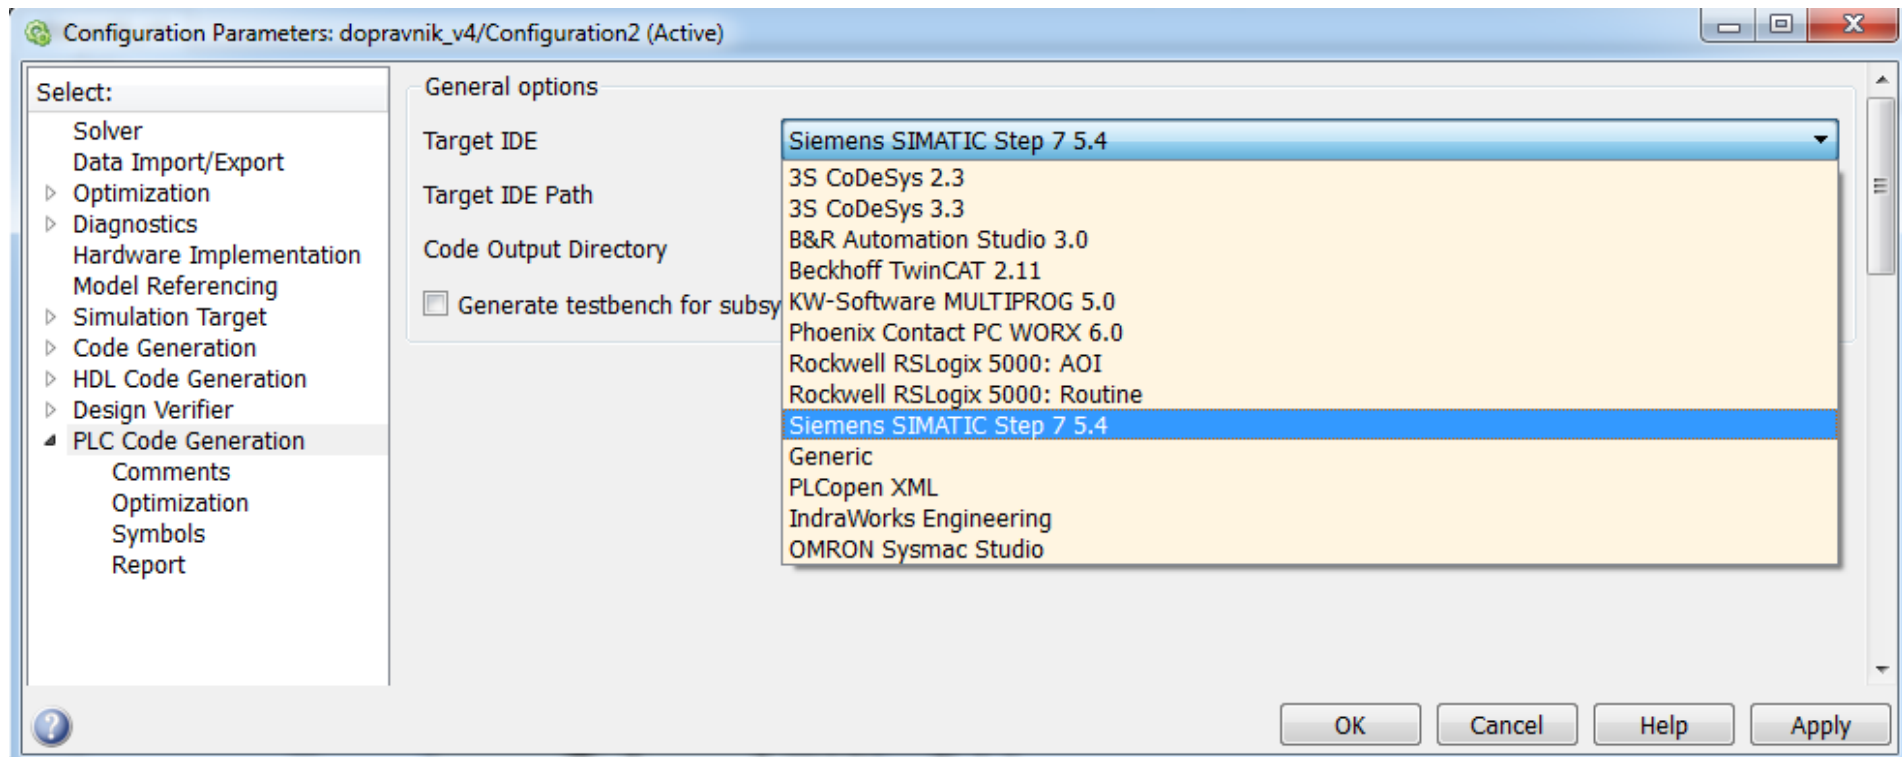 Configuration Parameters: dopravnik_v4/Configuration2 (Active)
Select:
Solver
Data Import/Export
Optimization
Diagnostics
Hardware Implementation
Model Referencing
Simulation Target
Code Generation
HDL Code Generation
Design Verifier
PLC Code Generation
Comments
Optimization
Symbols
Report
General options
Target IDE
Siemens SIMATIC Step 7 5.4
Target IDE Path
Code Output Directory
Generate testbench for subsy
3S CoDeSys 2.3
3S CoDeSys 3.3
B&R Automation Studio 3.0
Beckhoff TwinCAT 2.11
KW-Software MULTIPROG 5.0
Phoenix Contact PC WORX 6.0
Rockwell RSLogix 5000: AOI
Rockwell RSLogix 5000: Routine
Siemens SIMATIC Step 7 5.4
Generic
PLCopen XML
IndraWorks Engineering
OMRON Sysmac Studio
?
OK
Cancel
Help
Apply